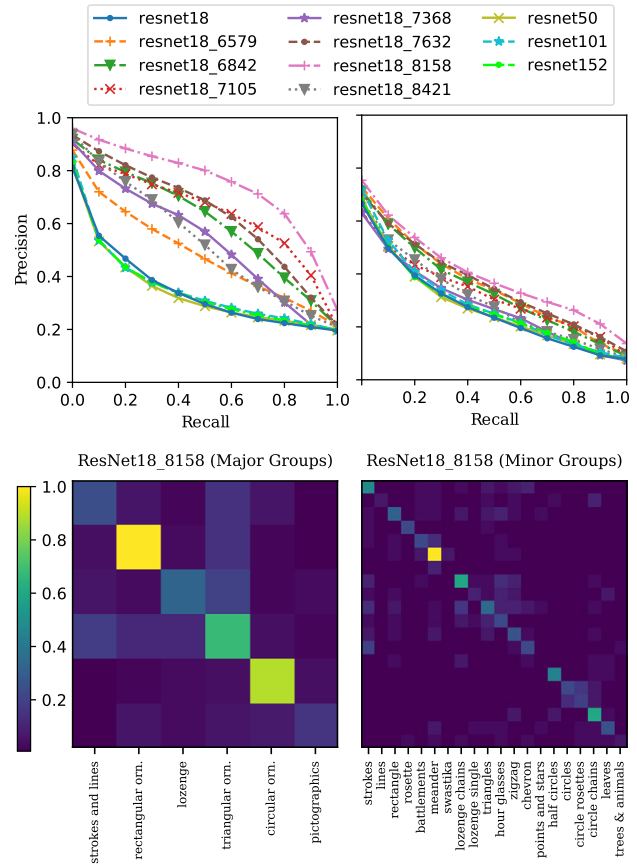 resnet18
resnet18_6579
resnet18_6842
resnet18_7105
resnet18_7368
resnet18_7632
resnet18_8158
resnet18_8421
resnet50
resnet101
resnet152
1.0
0.8
0.6
0.4
0.2
0.0
Precision
0.0 0.2 0.4 0.6 0.8 1.0
Recall
0.0 0.2 0.4 0.6 0.8 1.0
Recall
ResNet18_8158 (Major Groups)
1.0
0.8
0.6
0.4
0.2
strokes and lines
rectangular orn.
lozenge
triangular orn.
circular orn.
pictographics
ResNet18_8158 (Minor Groups)
strokes
lines
rectangle
rosette
battlements
meander
swastika
lozenge chains
lozenge single
triangles
hour glasses
zigzag
chevron
points and stars
half circles
circles
circle rosettes
circle chains
leaves
trees & animals